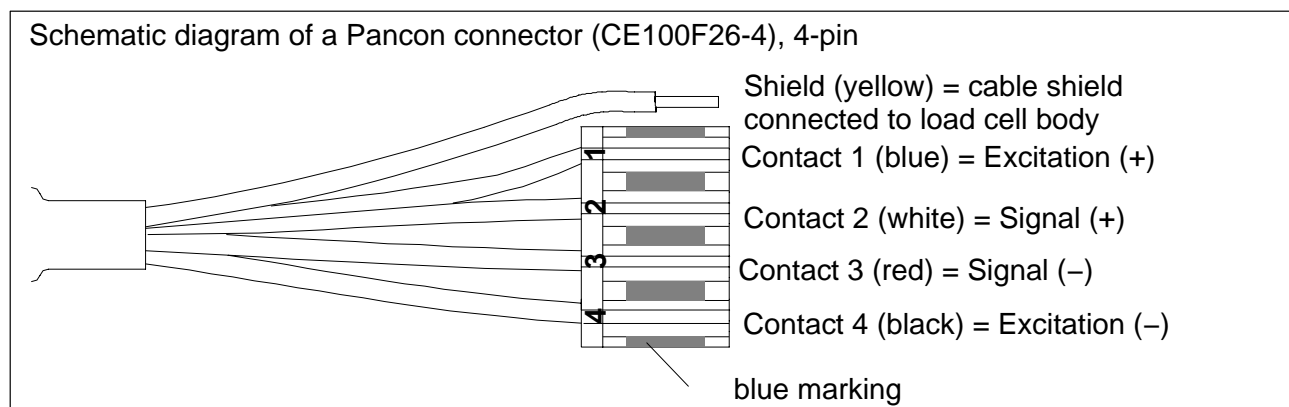 Schematic diagram of a Pancon connector (CE100F26-4), 4-pin
Shield (yellow) = cable shield
connected to load cell body
1
Contact 1 (blue) = Excitation (+)
2
Contact 2 (white) = Signal (+)
3
Contact 3 (red) = Signal (−)
4
Contact 4 (black) = Excitation (−)
blue marking